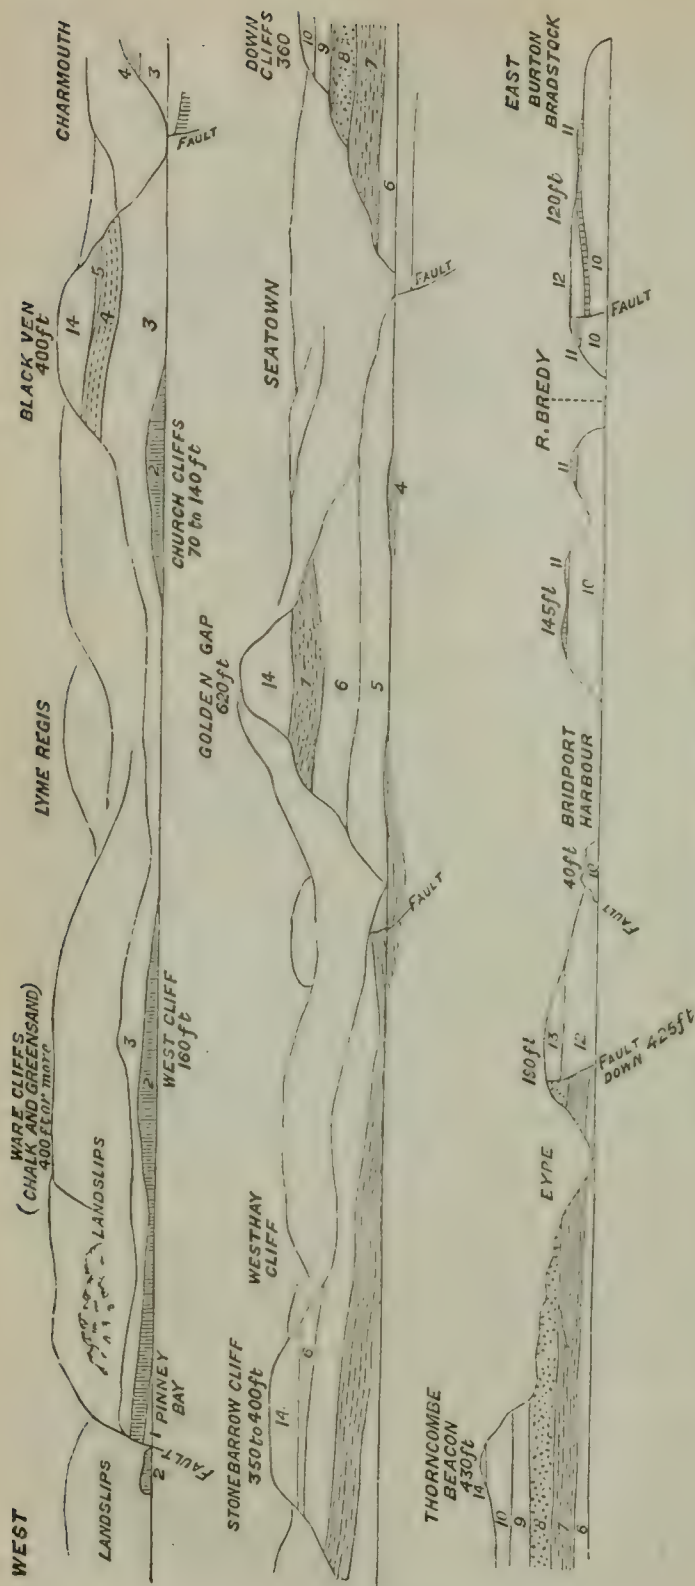 WEST
LANDSLIPS
2
FAULT
1
PINNEY
BAY
LANDSLIPS
WARE CLIFFS
(CHALK AND GREENSAND)
400 ft or more
3
2
WEST CLIFF
160 ft
LYME REGIS
CHURCH CLIFFS
70 to 140 ft
2
BLACK VEN
400 ft
14
5
4
3
CHARMOUTH
4
3
FAULT
STONEBARROW CLIFF
350 to 400 ft
14
6
WESTHAY
CLIFF
FAULT
GOLDEN GAP
620 ft
14
7
6
5
4
SEATOWN
FAULT
DOWN
CLIFFS
360
10
9
8
7
6
THORNCOMBE
BEACON
430 ft
14
10
9
8
7
6
EYPE
180 ft
13
12
FAULT
DOWN 425 ft
FAULT
40 ft
10
BRIDPORT
HARBOUR
145 ft
11
10
11
R. BREDY
11
10
FAULT
12
120 ft
10
11
EAST
BURTON
BRADSTOCK